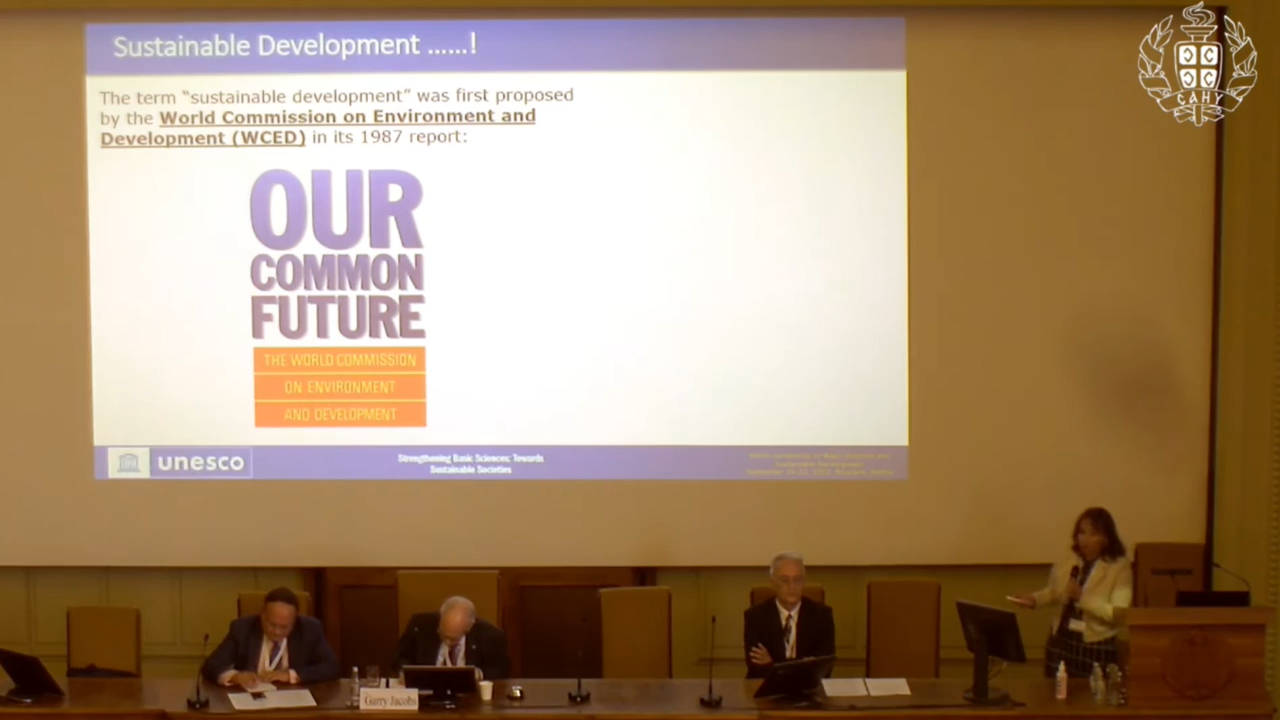 Sustainable Development ......!
The term “sustainable development” was first proposed
by the World Commission on Environment and
Development (WCED) in its 1987 report:
OUR
COMMON
FUTURE
THE WORLD COMMISSION
ON ENVIRONMENT
AND DEVELOPMENT
unesco
Strengthening Basic Sciences: Towards
Sustainable Societies
Sustainable Development
Garry Jacobs
САНУ